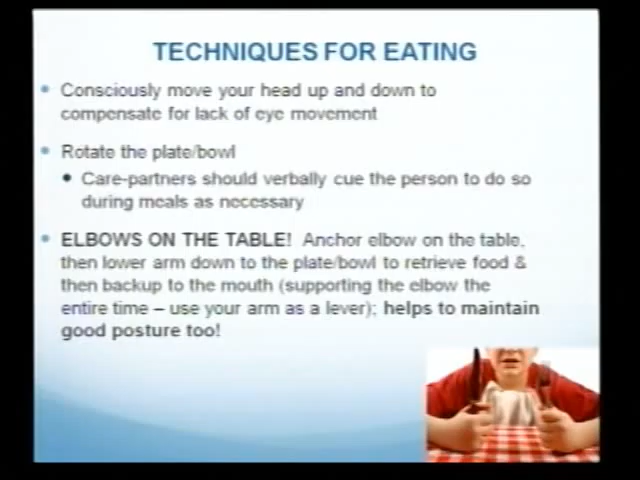 TECHNIQUES FOR EATING
Consciously move your head up and down to
compensate for lack of eye movement
Rotate the plate/bowl
Care-partners should verbally cue the person to do so
during meals as necessary
ELBOWS ON THE TABLE! Anchor elbow on the table,
then lower arm down to the plate/bowl to retrieve food &
then backup to the mouth (supporting the elbow the
entire time – use your arm as a lever); helps to maintain
good posture too!